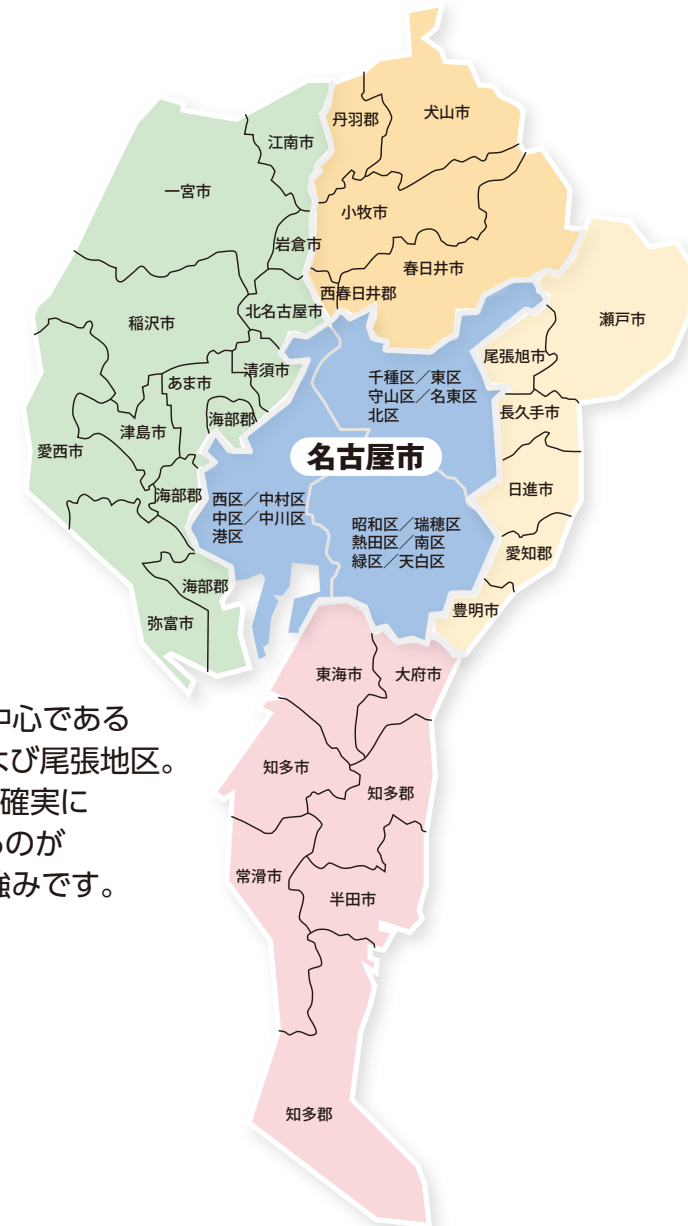 丹羽郡
犬山市
江南市
一宮市
小牧市
岩倉市
春日井市
西春日井郡
北名古屋市
稲沢市
瀬戸市
尾張旭市
清須市
あま市
千種区／東区
守山区／名東区
北区
海部郡
長久手市
津島市
愛西市
名古屋市
海部郡
日進市
西区／中村区
中区／中川区
港区
昭和区／瑞穂区
熱田区／南区
緑区／天白区
愛知郡
海部郡
豊明市
弥富市
東海市
大府市
中心である
よび尾張地区。
確実に
るのが
強みです。
知多市
知多郡
常滑市
半田市
知多郡